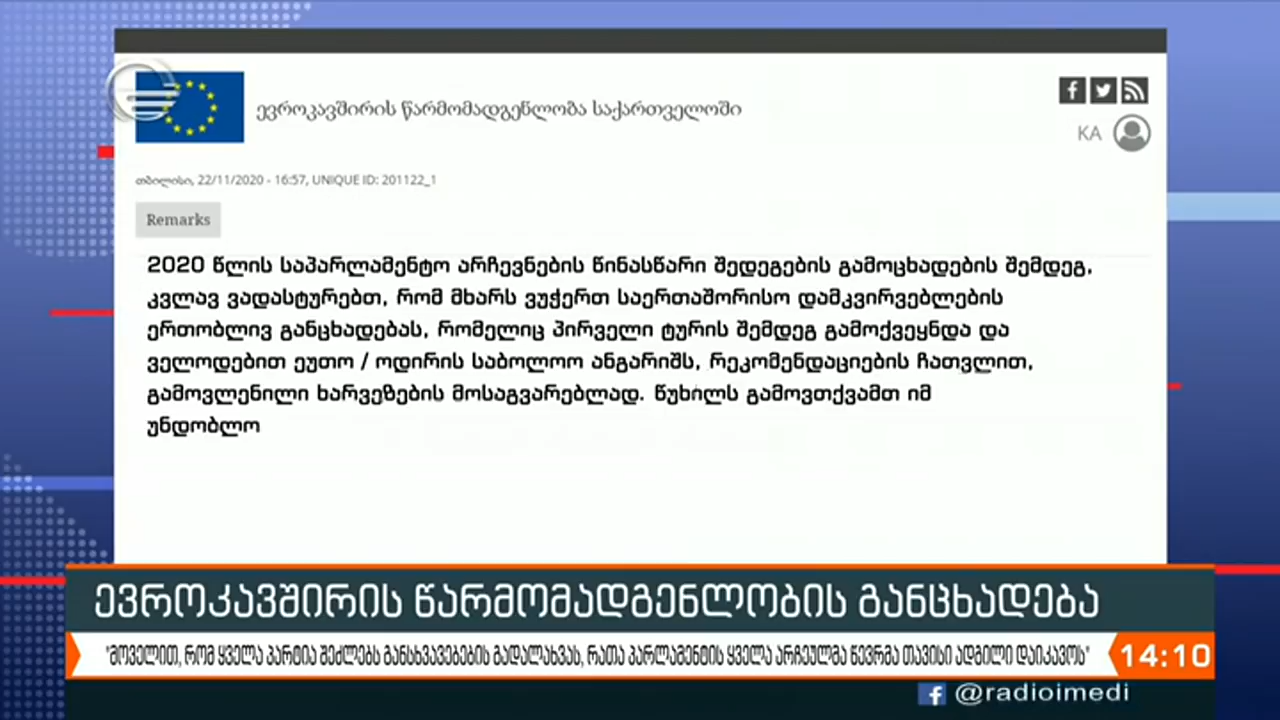 ევროკავშირის წარმომადგენლობა საქართველოში
KA
თბილისი, 22/11/2020 - 16:57, UNIQUE ID: 201122_1
Remarks
2020 წლის საპარლამენტო არჩევნების წინასწარი შედეგების გამოცხადების შემდეგ,
კვლავ ვადასტურებთ, რომ მხარს ვუჭერთ საერთაშორისო დამკვირვებლების
ერთობლივ განცხადებას, რომელიც პირველი ტურის შემდეგ გამოქვეყნდა და
ველოდებით ეუთო / ოდირის საბოლოო ანგარიშს, რეკომენდაციების ჩათვლით,
გამოვლენილი ხარვეზების მოსაგვარებლად. წუხილს გამოვთქვამთ იმ
უნდობლო
ევროკავშირის წარმომადგენლობის განცხადება
"მოველით, რომ ყველა პარტია შეძლებს განსხვავებების გადალახვას, რათა პარლამენტის ყველა არჩეულმა წევრმა თავისი ადგილი დაიკავოს"
14:10
@radioimedi